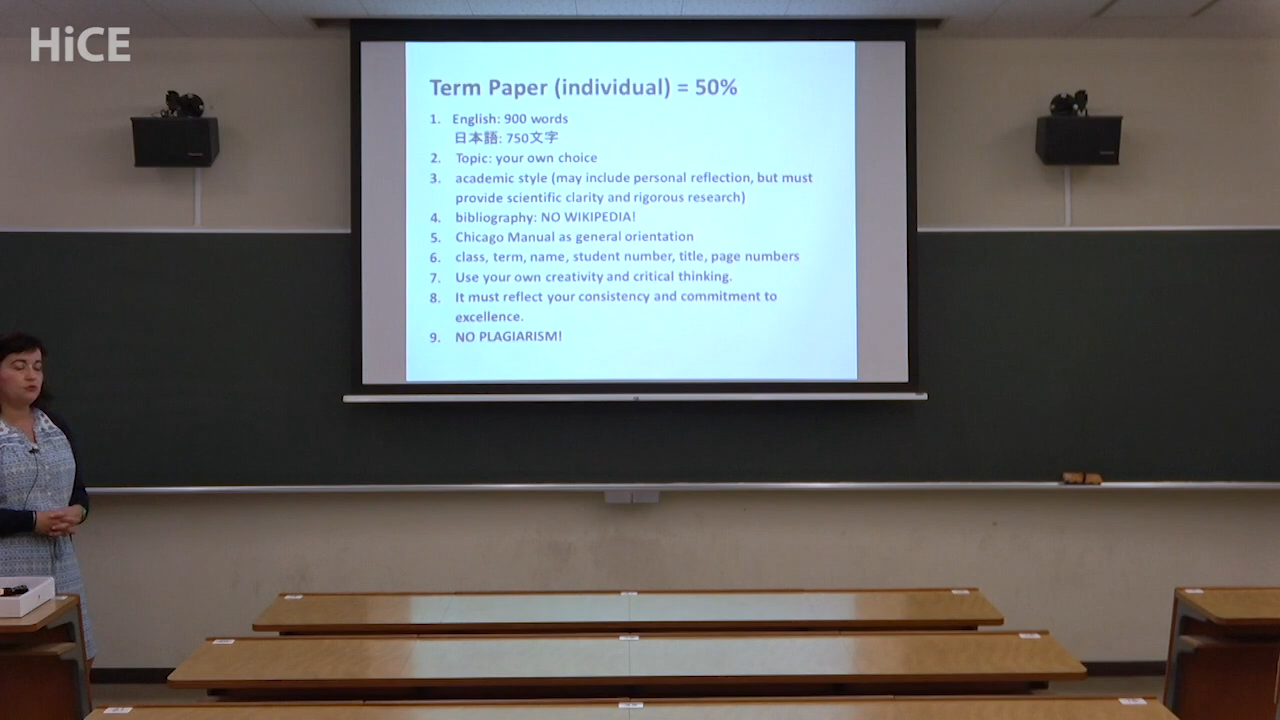 HiCE
Term Paper (individual) = 50%
1. English: 900 words
日本語: 750文字
2. Topic: your own choice
3. academic style (may include personal reflection, but must
provide scientific clarity and rigorous research)
4. bibliography: NO WIKIPEDIA!
5. Chicago Manual as general orientation
6. class, term, name, student number, title, page numbers
7. Use your own creativity and critical thinking.
8. It must reflect your consistency and commitment to
excellence.
9. NO PLAGIARISM!